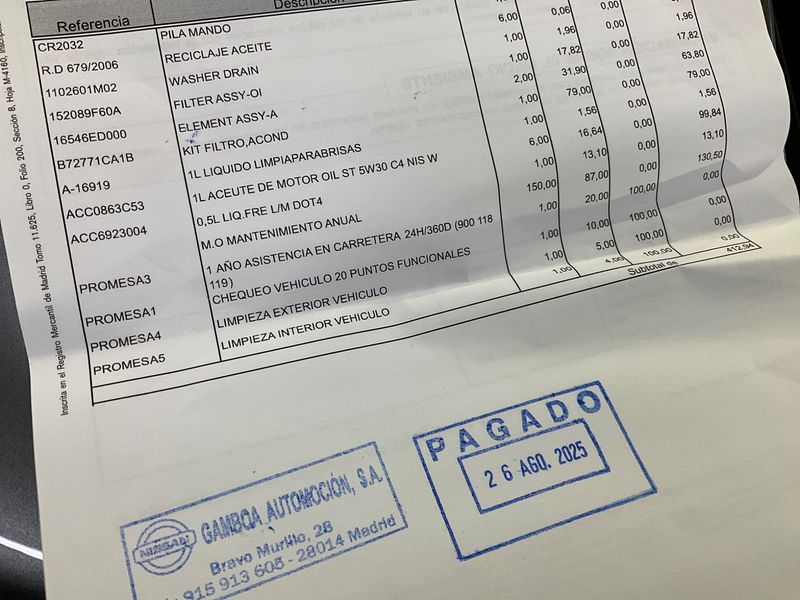 Referencia
CR2032 PILA MANDO
R.D 679/2006 RECICLAJE ACEITE 6,00 0,06 0,00 1,96
1102601M02 WASHER DRAIN 1,00 1,96 0,00 17,82
152089F60A FILTER ASSY-OI 1,00 17,82 0,00 63,80
16546ED000 ELEMENT ASSY-A 2,00 31,90 0,00 79,00
B72771CA1B KIT FILTRO,ACOND 1,00 79,00 0,00 1,56
A-16919 1L LIQUIDO LIMPIAPARABRISAS 1,00 1,56 0,00 99,84
ACC0863C53 1L ACEUTE DE MOTOR OIL ST 5W30 C4 NIS W 6,00 16,64 0,00 13,10
ACC6923004 0,5L LIQ.FRE L/M DOT4 1,00 13,10 0,00 130,50
M.O MANTENIMIENTO ANUAL 150,00 87,00 0,00 0,00
PROMESA3 1 AÑO ASISTENCIA EN CARRETERA 24H/360D (900 118 119) 1,00 20,00 100,00 0,00
PROMESA1 CHEQUEO VEHICULO 20 PUNTOS FUNCIONALES 1,00 10,00 100,00 0,00
PROMESA4 LIMPIEZA EXTERIOR VEHICULO 1,00 5,00 100,00 0,00
PROMESA5 LIMPIEZA INTERIOR VEHICULO 1,00 100,00
Subtotal de 412,94
Inscrita en el Registro Mercantil de Madrid Tomo 11.625, Libro 0, Folio 200, Sección 8, Hoja M-4160,
PAGADO
26 AGO. 2025
NISSAN
GAMBOA AUTOMOCIÓN, S.A.
Bravo Murillo, 28
915 913 608 - 28014 Madrid